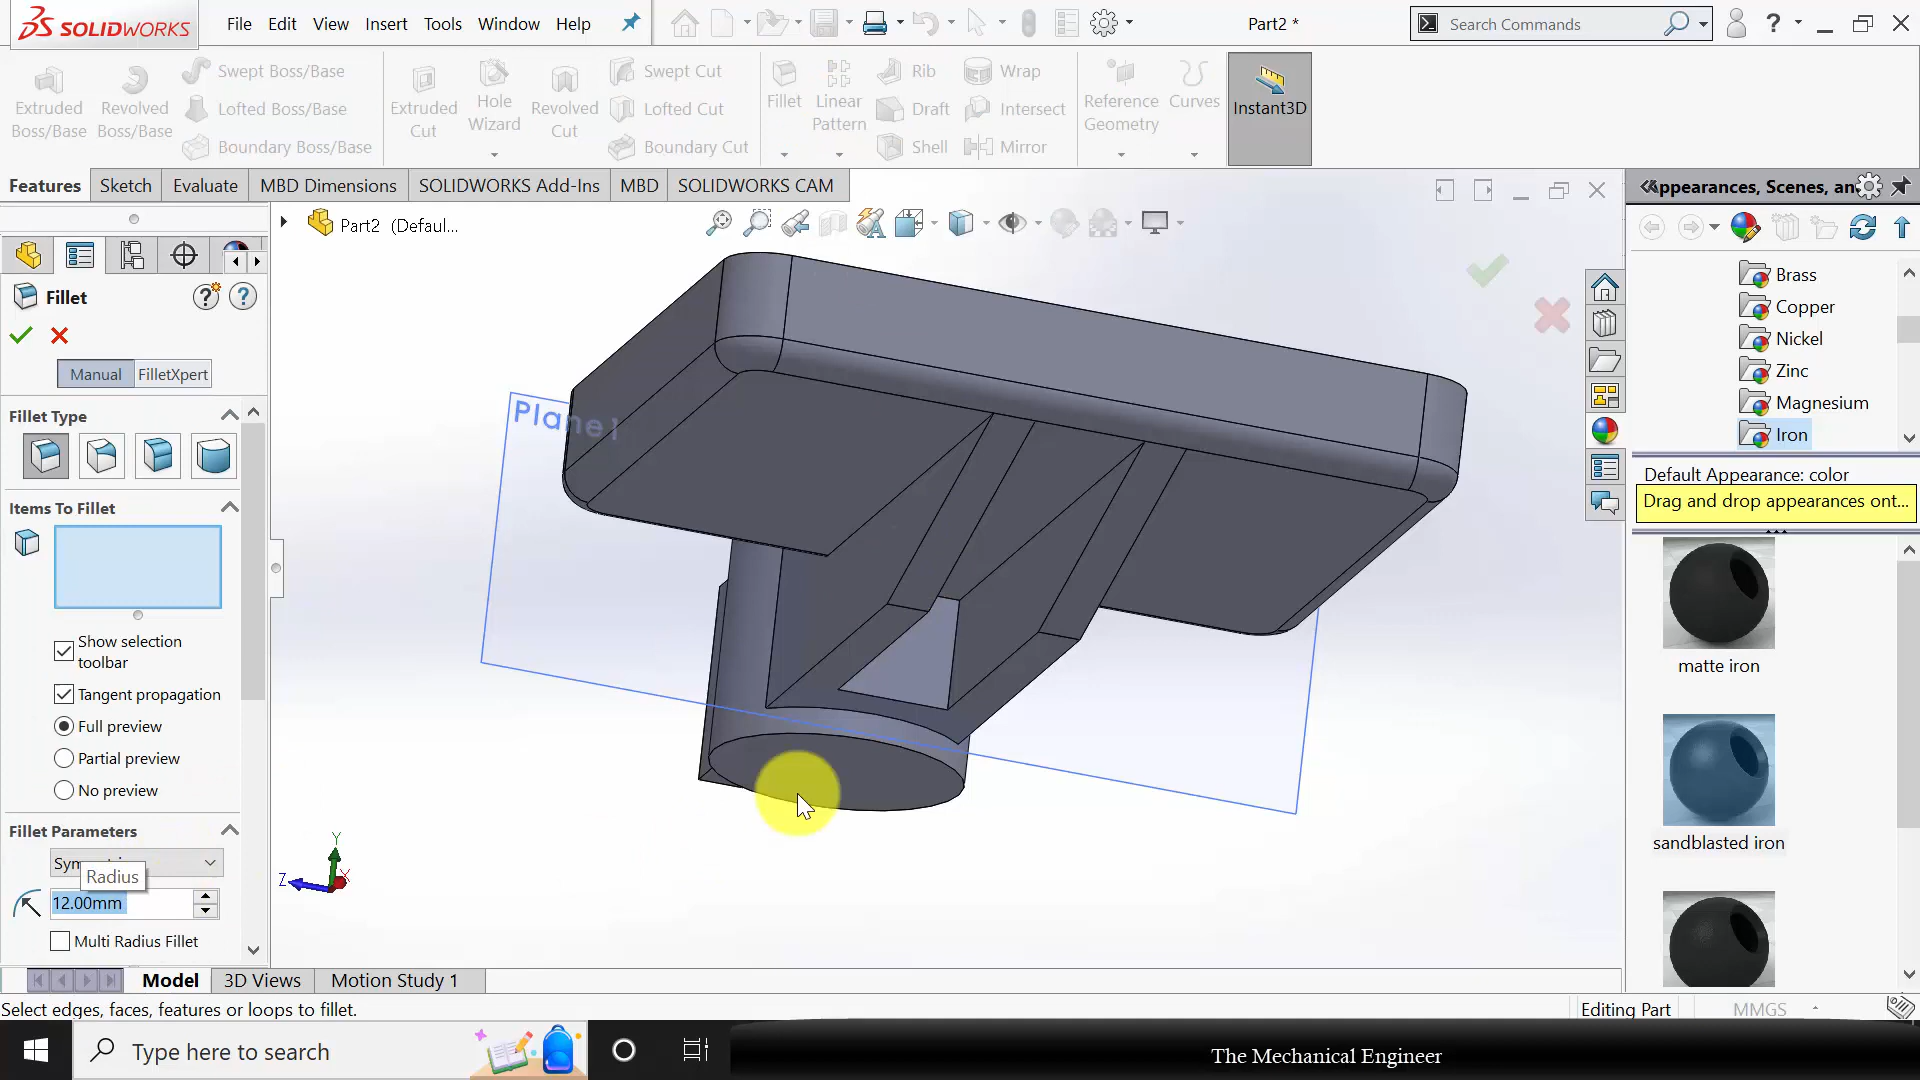 SOLIDWORKS
File Edit View Insert Tools Window Help
Part2 *
Search Commands
?
Extruded Boss/Base
Revolved Boss/Base
Swept Boss/Base
Lofted Boss/Base
Boundary Boss/Base
Extruded Cut
Hole Wizard
Revolved Cut
Swept Cut
Lofted Cut
Boundary Cut
Fillet
Linear Pattern
Rib
Draft
Shell
Wrap
Intersect
Mirror
Reference Geometry
Curves
Instant3D
Features Sketch Evaluate MBD Dimensions SOLIDWORKS Add-Ins MBD SOLIDWORKS CAM
Part2 (Defaul...
Fillet
Manual FilletXpert
Fillet Type
Items To Fillet
Show selection
toolbar
Tangent propagation
Full preview
Partial preview
No preview
Fillet Parameters
Radius
12.00mm
Multi Radius Fillet
Plane1
Y
Z
X
Appearances, Scenes, an
Brass
Copper
Nickel
Zinc
Magnesium
Iron
Default Appearance: color
Drag and drop appearances ont...
matte iron
sandblasted iron
Model 3D Views Motion Study 1
Select edges, faces, features or loops to fillet.
Editing Part
MMGS
Type here to search
The Mechanical Engineer